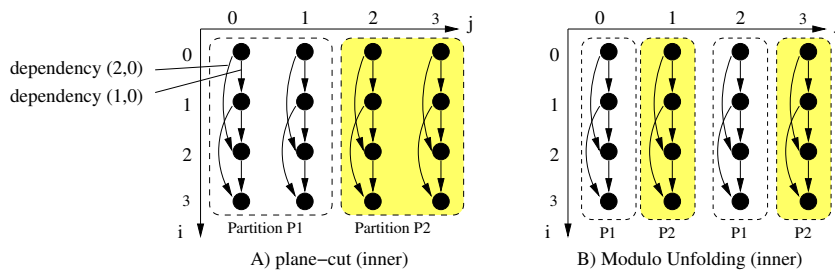 0 1 2 3 j
0 1 2 3
0
0
dependency (2,0)
dependency (1,0)
1
1
2
2
3
3
i Partition P1 Partition P2
i P1 P2 P1 P2
A) plane-cut (inner)
B) Modulo Unfolding (inner)